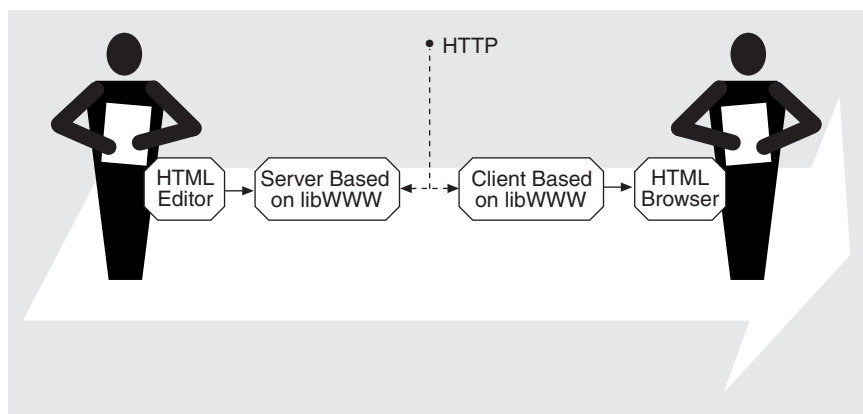 HTTP
HTML
Editor
Server Based
on libWWW
Client Based
on libWWW
HTML
Browser